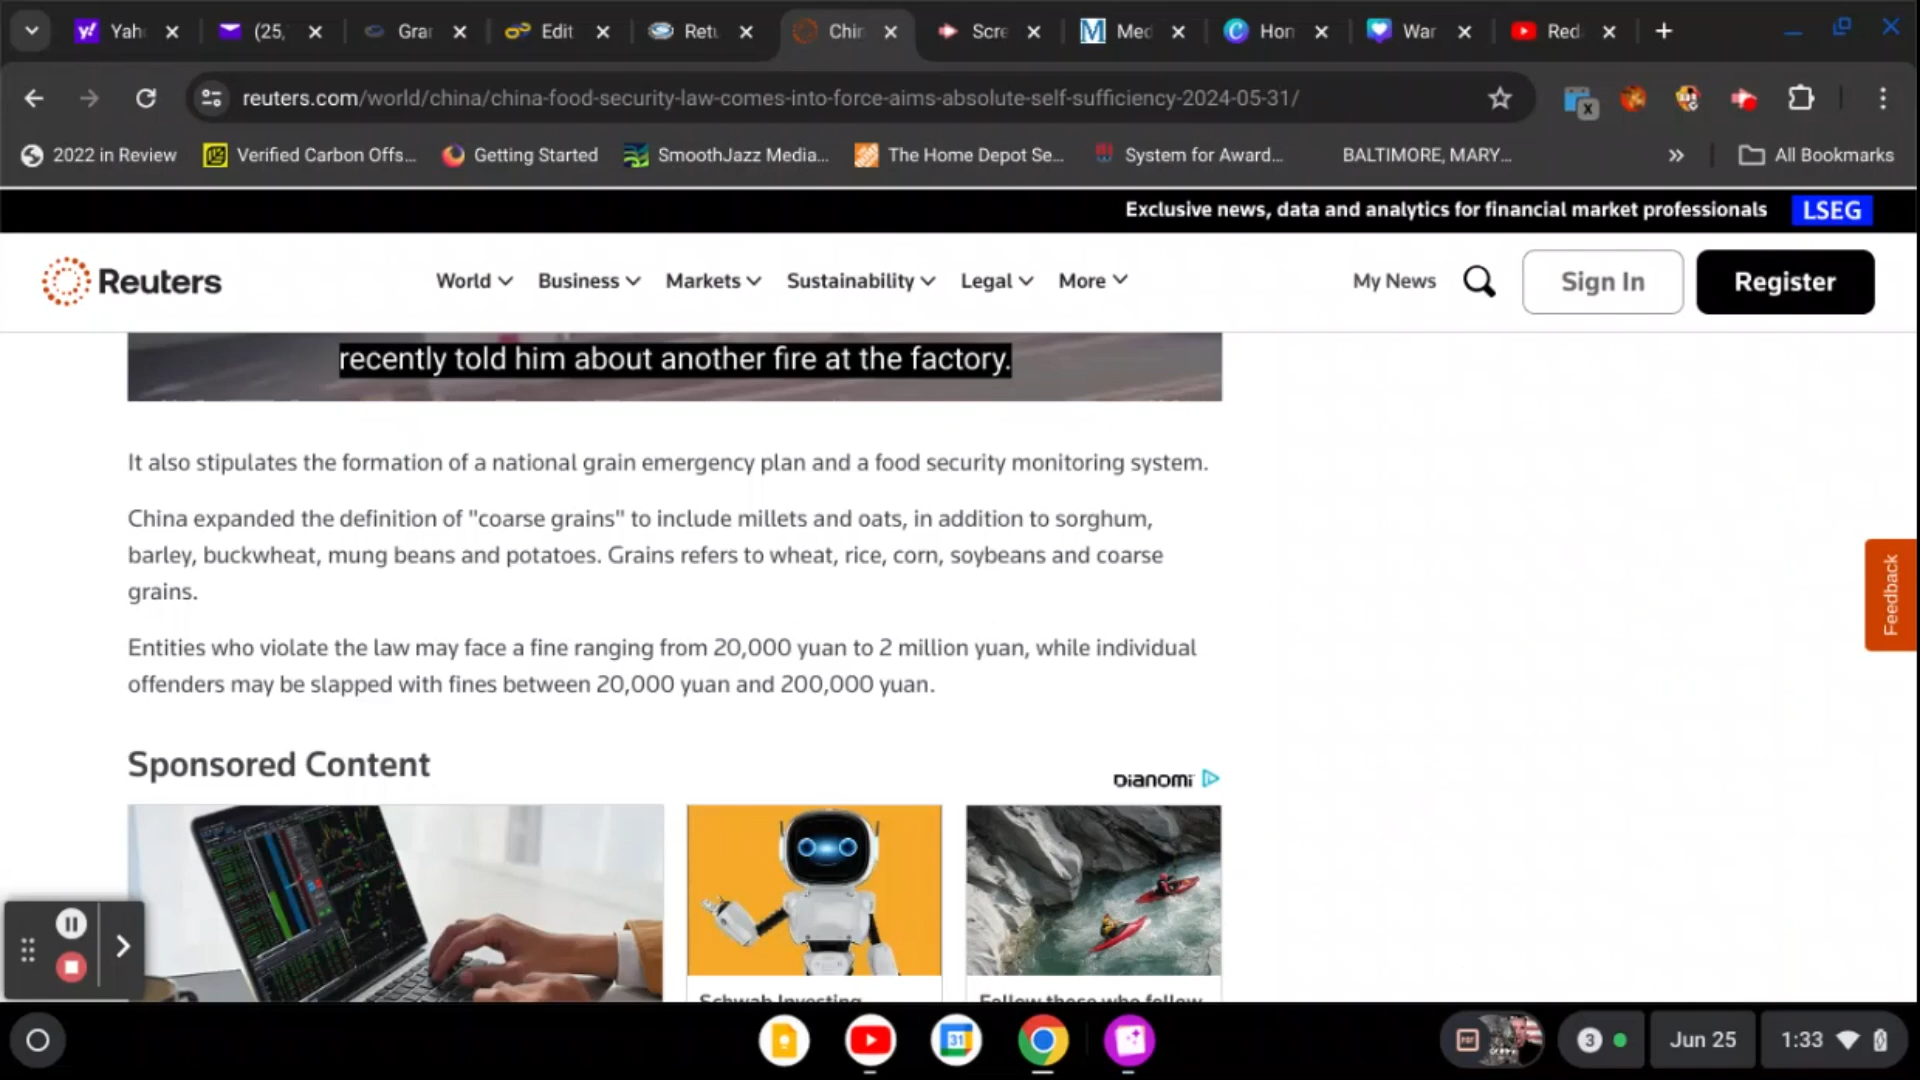 Yah
(25,
Gra
Edit
Ret
Chi
Scre
Med
Hon
War
Red
reuters.com/world/china/china-food-security-law-comes-into-force-aims-absolute-self-sufficiency-2024-05-31/
2022 in Review
Verified Carbon Offs...
Getting Started
SmoothJazz Media...
The Home Depot Se...
System for Award...
BALTIMORE, MARY...
All Bookmarks
Exclusive news, data and analytics for financial market professionals LSEG
Reuters
World
Business
Markets
Sustainability
Legal
More
My News
Sign In
Register
recently told him about another fire at the factory.
It also stipulates the formation of a national grain emergency plan and a food security monitoring system.
China expanded the definition of "coarse grains" to include millets and oats, in addition to sorghum,
barley, buckwheat, mung beans and potatoes. Grains refers to wheat, rice, corn, soybeans and coarse
grains.
Entities who violate the law may face a fine ranging from 20,000 yuan to 2 million yuan, while individual
offenders may be slapped with fines between 20,000 yuan and 200,000 yuan.
Feedback
Sponsored Content
DIANOMI
Schwab Investing
Follow those who follow
31
3
Jun 25
1:33